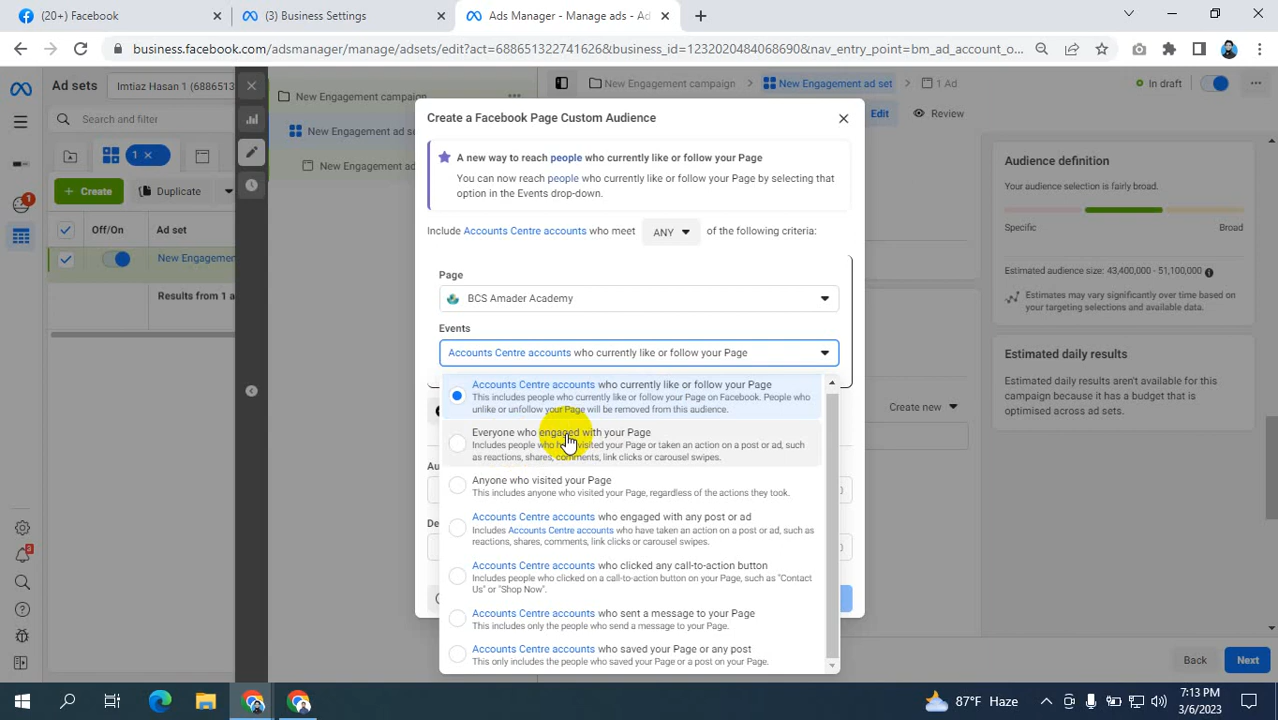 (20+) Facebook
(3) Business Settings
Ads Manager - Manage ads - Ad
business.facebook.com/adsmanager/manage/adsets/edit?act=688651322741626&business_id=1232020484068690&nav_entry_point=bm_ad_account_o...
Ad sets
Imtiaz Hasan 1 (68865132
New Engagement campaign
New Engagement campaign
New Engagement ad set
1 Ad
In draft
Search and filter
New Engagement ad se
Edit
Review
1
New Engagement ad
Create
Duplicate
Off/On
Ad set
New Engagement
Results from 1 a
Create a Facebook Page Custom Audience
A new way to reach people who currently like or follow your Page
You can now reach people who currently like or follow your Page by selecting that
option in the Events drop-down.
Include Accounts Centre accounts who meet ANY of the following criteria:
Page
BCS Amader Academy
Events
Accounts Centre accounts who currently like or follow your Page
Accounts Centre accounts who currently like or follow your Page
This includes people who currently like or follow your Page on Facebook. People who
unlike or unfollow your Page will be removed from this audience.
Everyone who engaged with your Page
Includes people who have visited your Page or taken an action on a post or ad, such
as reactions, shares, comments, link clicks or carousel swipes.
Anyone who visited your Page
This includes anyone who visited your Page, regardless of the actions they took.
Accounts Centre accounts who engaged with any post or ad
Includes Accounts Centre accounts who have taken an action on a post or ad, such as
reactions, shares, comments, link clicks or carousel swipes.
Accounts Centre accounts who clicked any call-to-action button
Includes people who clicked on a call-to-action button on your Page, such as "Contact
Us" or "Shop Now".
Accounts Centre accounts who sent a message to your Page
This includes only the people who send a message to your Page.
Accounts Centre accounts who saved your Page or any post
This only includes the people who saved your Page or a post on your Page.
Au
De
Audience definition
Your audience selection is fairly broad.
Specific
Broad
Estimated audience size: 43,400,000 - 51,100,000
Estimates may vary significantly over time based on
your targeting selections and available data.
Estimated daily results
Estimated daily results aren't available for this
campaign because it has a budget that is
optimised across ad sets.
Create new
Back
Next
1
3
87°F Haze
7:13 PM
3/6/2023